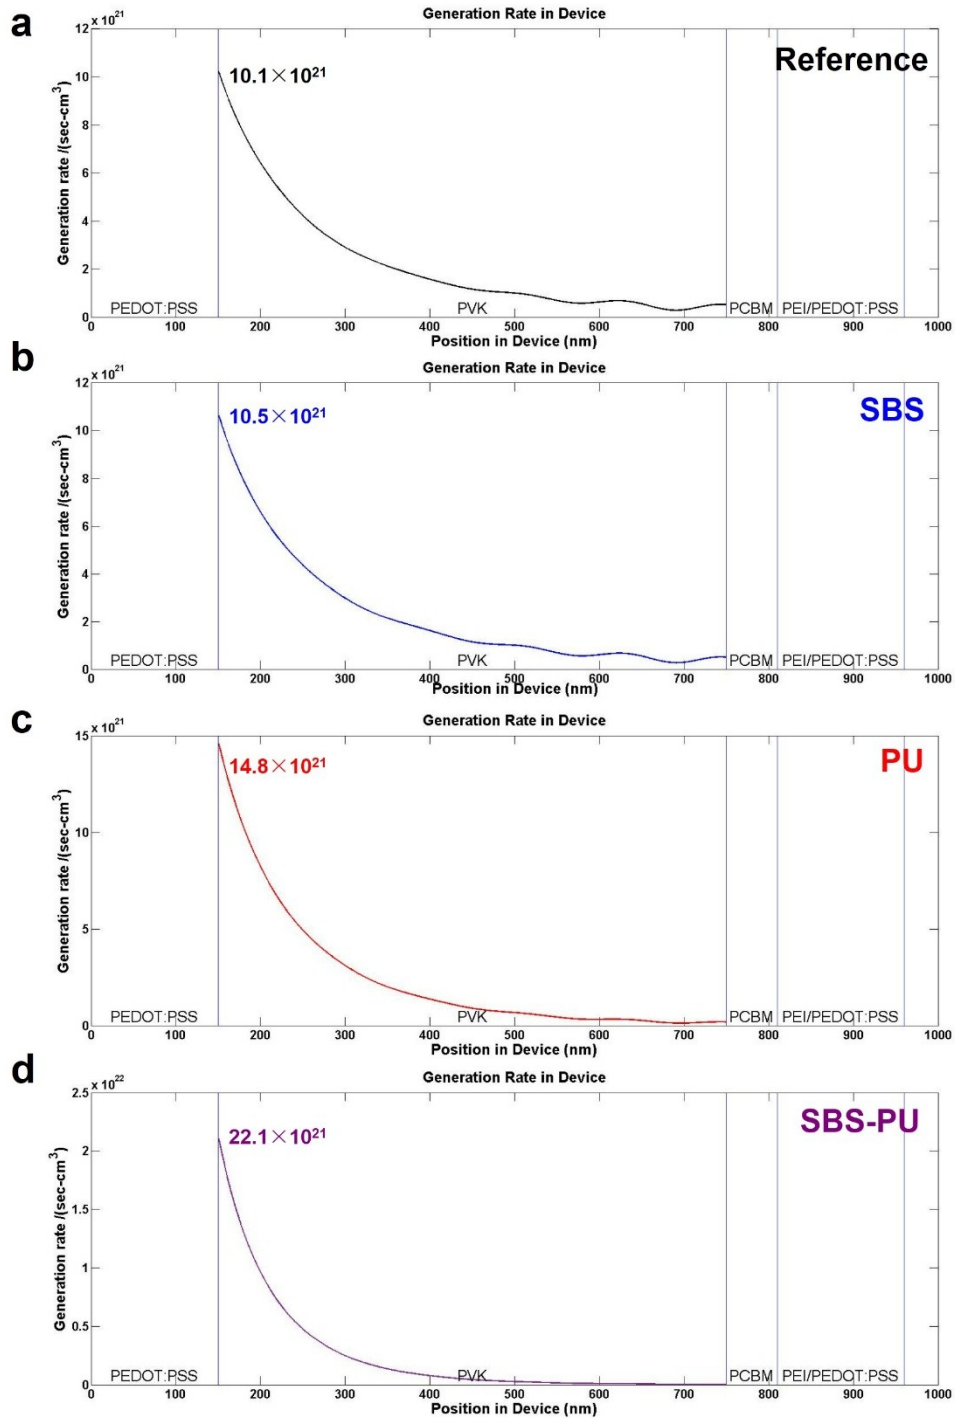 a
Generation Rate in Device
x 10^21
Reference
10.1×10^21
Generation rate /(sec-cm^3)
12
10
8
6
4
2
0
PEDOT:PSS PVK PCBM PEI/PEDOT:PSS
0 100 200 300 400 500 600 700 800 900 1000
Position in Device (nm)
b
Generation Rate in Device
x 10^21
SBS
10.5×10^21
Generation rate /(sec-cm^3)
12
10
8
6
4
2
0
PEDOT:PSS PVK PCBM PEI/PEDOT:PSS
0 100 200 300 400 500 600 700 800 900 1000
Position in Device (nm)
c
Generation Rate in Device
x 10^21
PU
14.8×10^21
Generation rate /(sec-cm^3)
15
10
5
0
PEDOT:PSS PVK PCBM PEI/PEDOT:PSS
0 100 200 300 400 500 600 700 800 900 1000
Position in Device (nm)
d
Generation Rate in Device
x 10^22
SBS-PU
22.1×10^21
Generation rate /(sec-cm^3)
2.5
2
1.5
1
0.5
0
PEDOT:PSS PVK PCBM PEI/PEDOT:PSS
0 100 200 300 400 500 600 700 800 900 1000
Position in Device (nm)